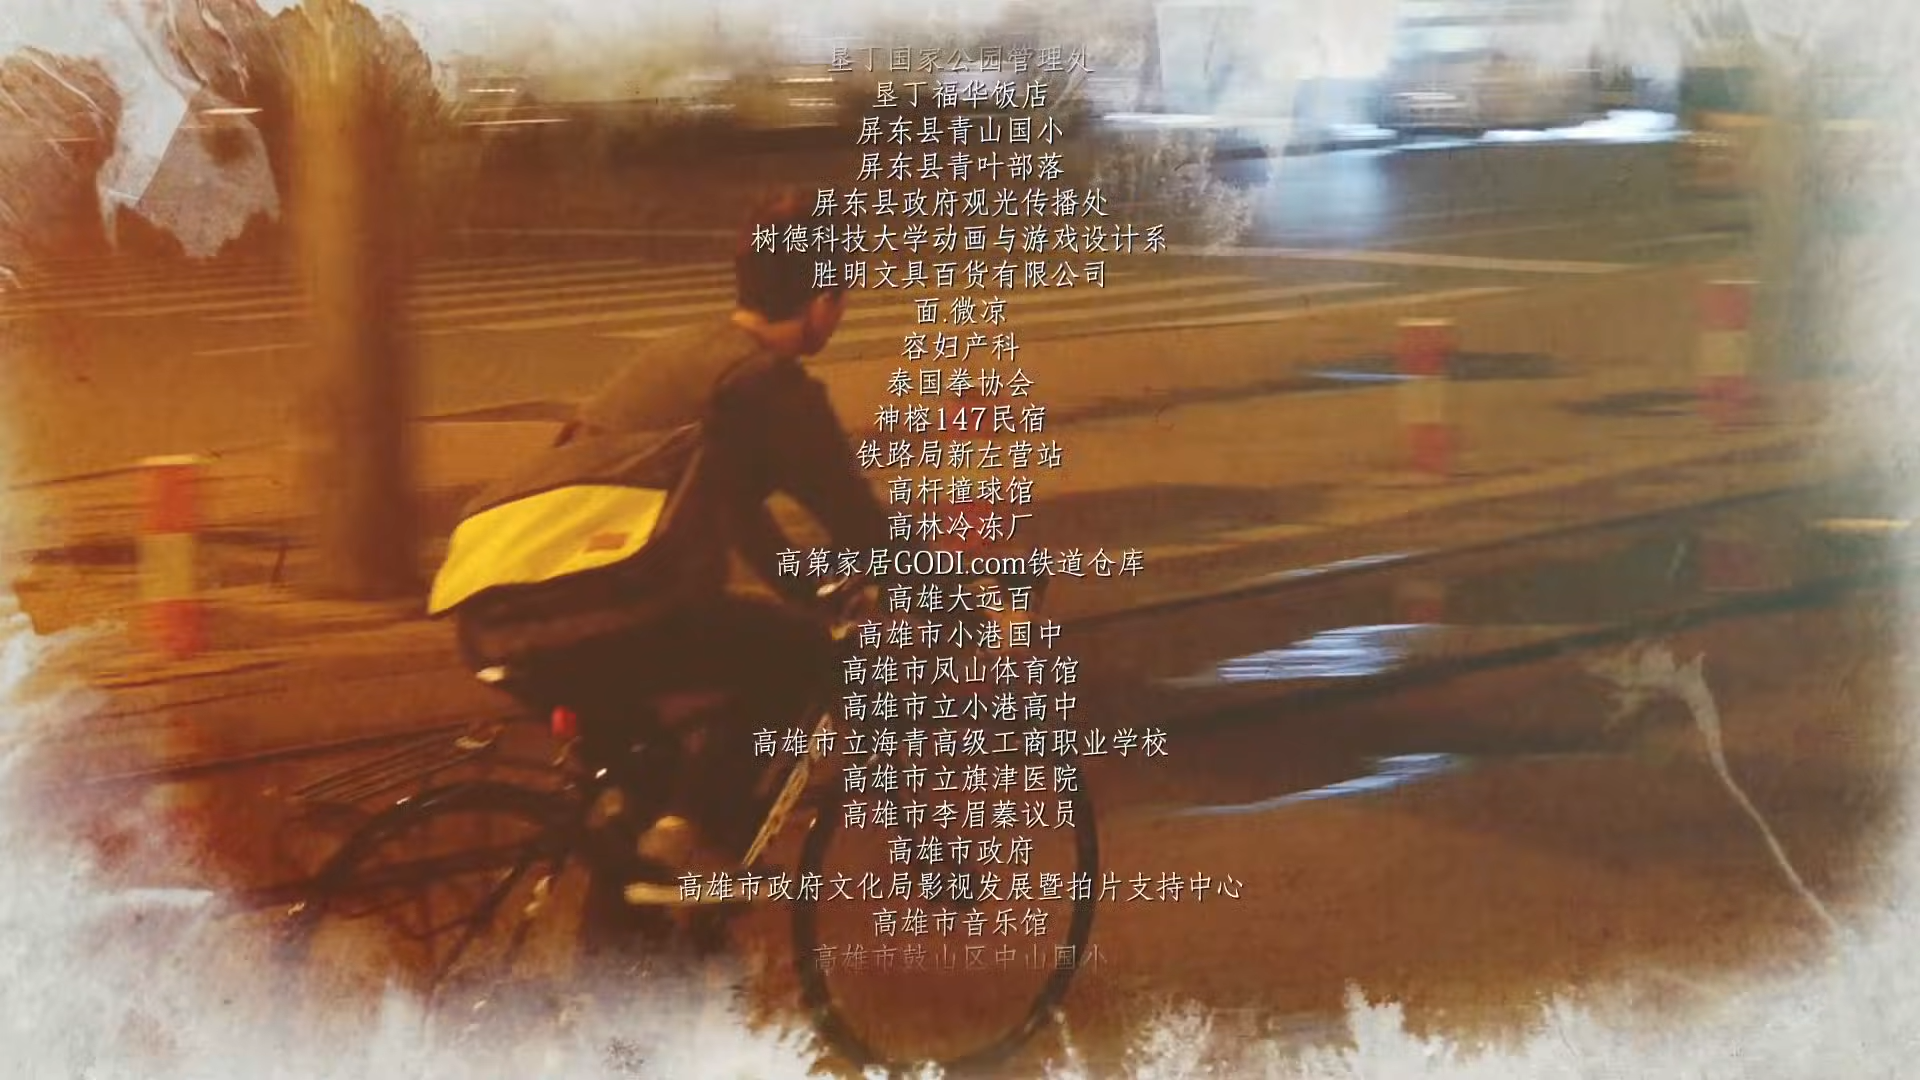 垦丁国家公园管理处
垦丁福华饭店
屏东县青山国小
屏东县青叶部落
屏东县政府观光传播处
树德科技大学动画与游戏设计系
胜明文具百货有限公司
面.微凉
容妇产科
泰国拳协会
神榕147民宿
铁路局新左营站
高杆撞球馆
高林冷冻厂
高第家居GODI.com铁道仓库
高雄大远百
高雄市小港国中
高雄市凤山体育馆
高雄市立小港高中
高雄市立海青高级工商职业学校
高雄市立旗津医院
高雄市李眉蓁议员
高雄市政府
高雄市政府文化局影视发展暨拍片支持中心
高雄市音乐馆
高雄市鼓山区中山国小